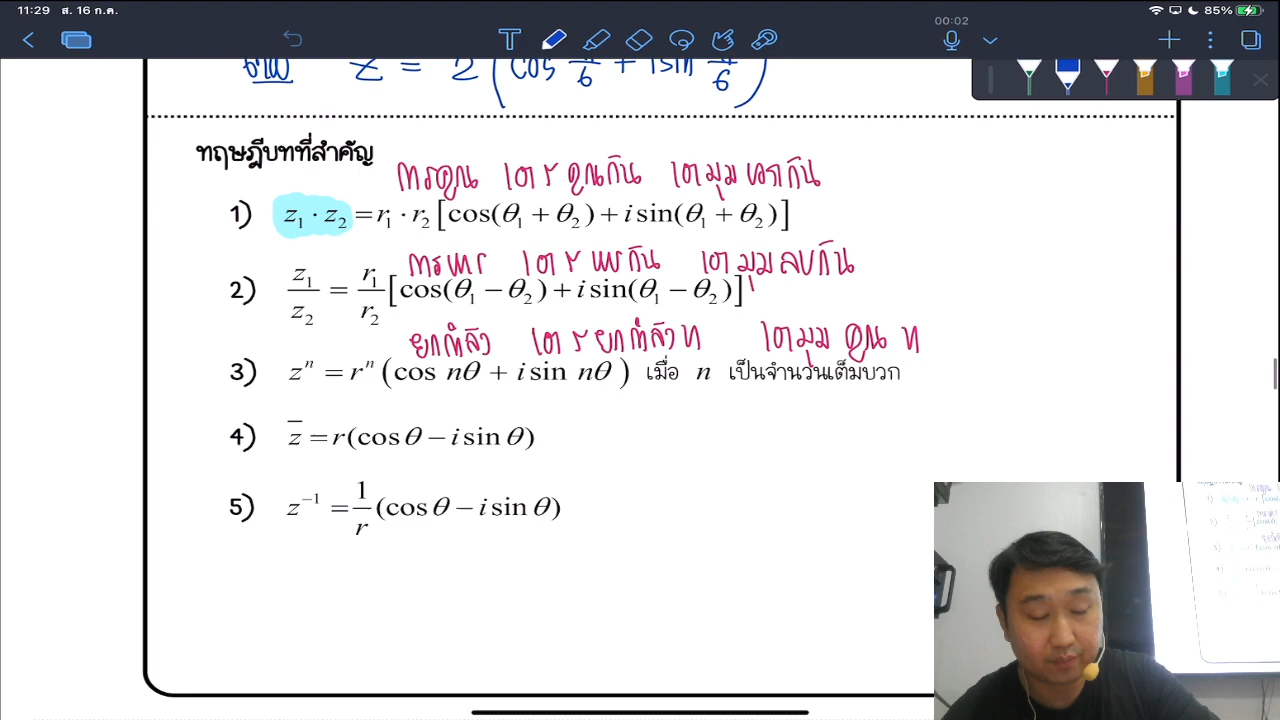 11:29 ส. 16 ก.ค. 85%
00:02
Z = 2 (cos π/6 + isin π/6)
ทฤษฎีบทที่สำคัญ
การคูณ เอา r คูณกัน เอามุมบวกกัน
1) z₁ · z₂ = r₁ · r₂ [cos(θ₁ + θ₂) + i sin(θ₁ + θ₂)]
การหาร เอา r หารกัน เอามุมลบกัน
2) z₁/z₂ = r₁/r₂ [cos(θ₁ − θ₂) + i sin(θ₁ − θ₂)]
ยกกำลัง เอา r ยกกำลัง n เอามุม คูณ n
3) zⁿ = rⁿ (cos nθ + i sin nθ) เมื่อ n เป็นจำนวนเต็มบวก
4) z̅ = r(cos θ − i sin θ)
5) z⁻¹ = 1/r (cos θ − i sin θ)